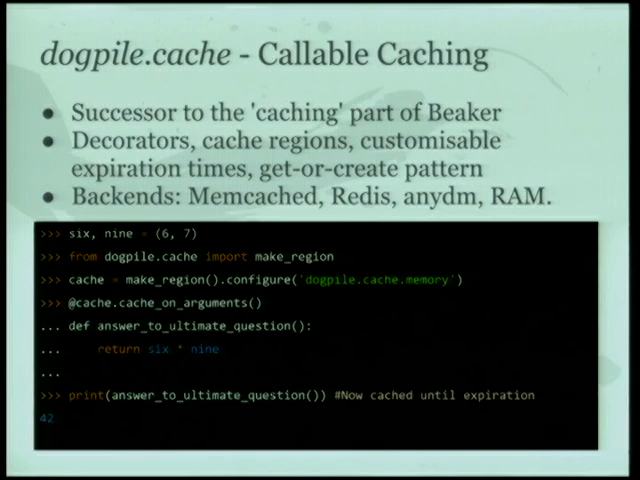 dogpile.cache - Callable Caching
● Successor to the 'caching' part of Beaker
● Decorators, cache regions, customisable
expiration times, get-or-create pattern
● Backends: Memcached, Redis, anydm, RAM.
>>> six, nine = (6, 7)
>>> from dogpile.cache import make_region
>>> cache = make_region().configure('dogpile.cache.memory')
>>> @cache.cache_on_arguments()
... def answer_to_ultimate_question():
...     return six * nine
...
>>> print(answer_to_ultimate_question()) #Now cached until expiration
42